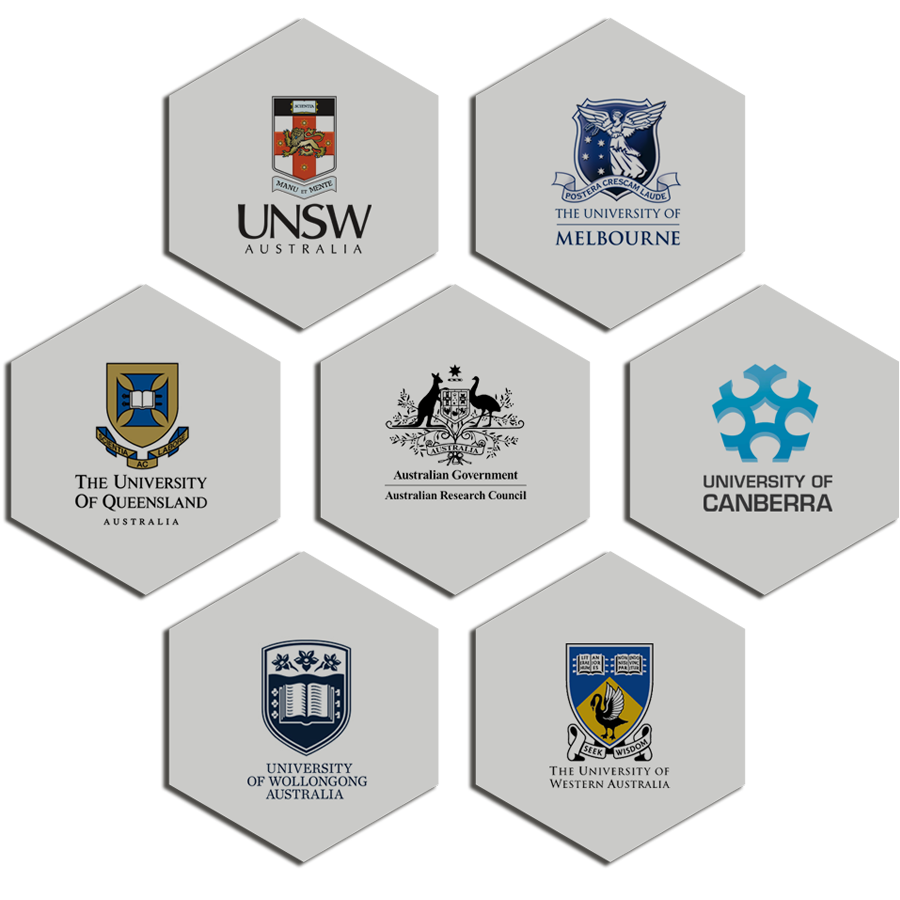 SCIENTIA
MANU ET MENTE
UNSW
AUSTRALIA
POSTERA CRESCAM LAUDE
THE UNIVERSITY OF
MELBOURNE
SCIENTIA AC LABORE
THE UNIVERSITY
OF QUEENSLAND
AUSTRALIA
AUSTRALIA
Australian Government
Australian Research Council
UNIVERSITY OF
CANBERRA
UNIVERSITY
OF WOLLONGONG
AUSTRALIA
SEEK WISDOM
THE UNIVERSITY OF
WESTERN AUSTRALIA